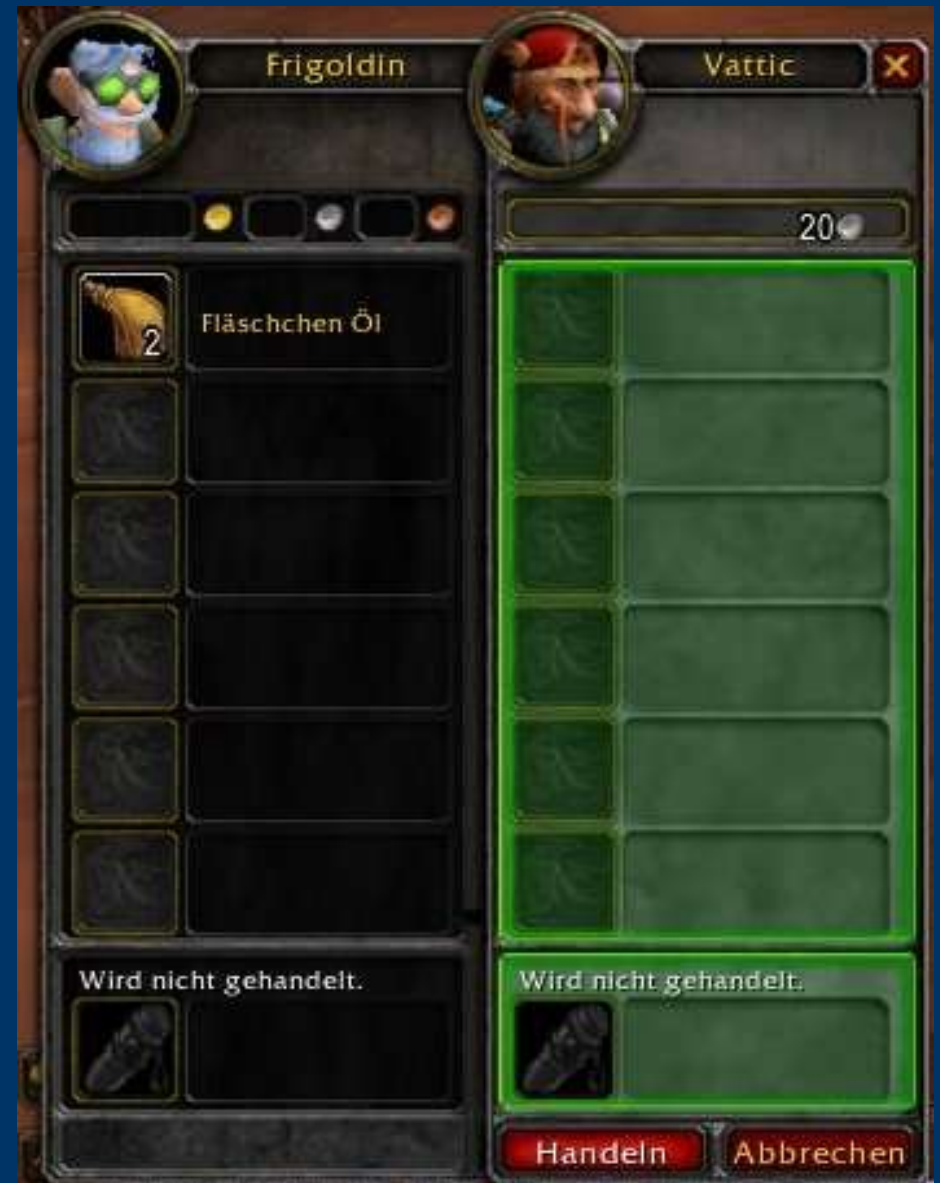 Frigoldin
Vattic
20
2
Fläschchen Öl
Wird nicht gehandelt.
Wird nicht gehandelt.
Handeln
Abbrechen